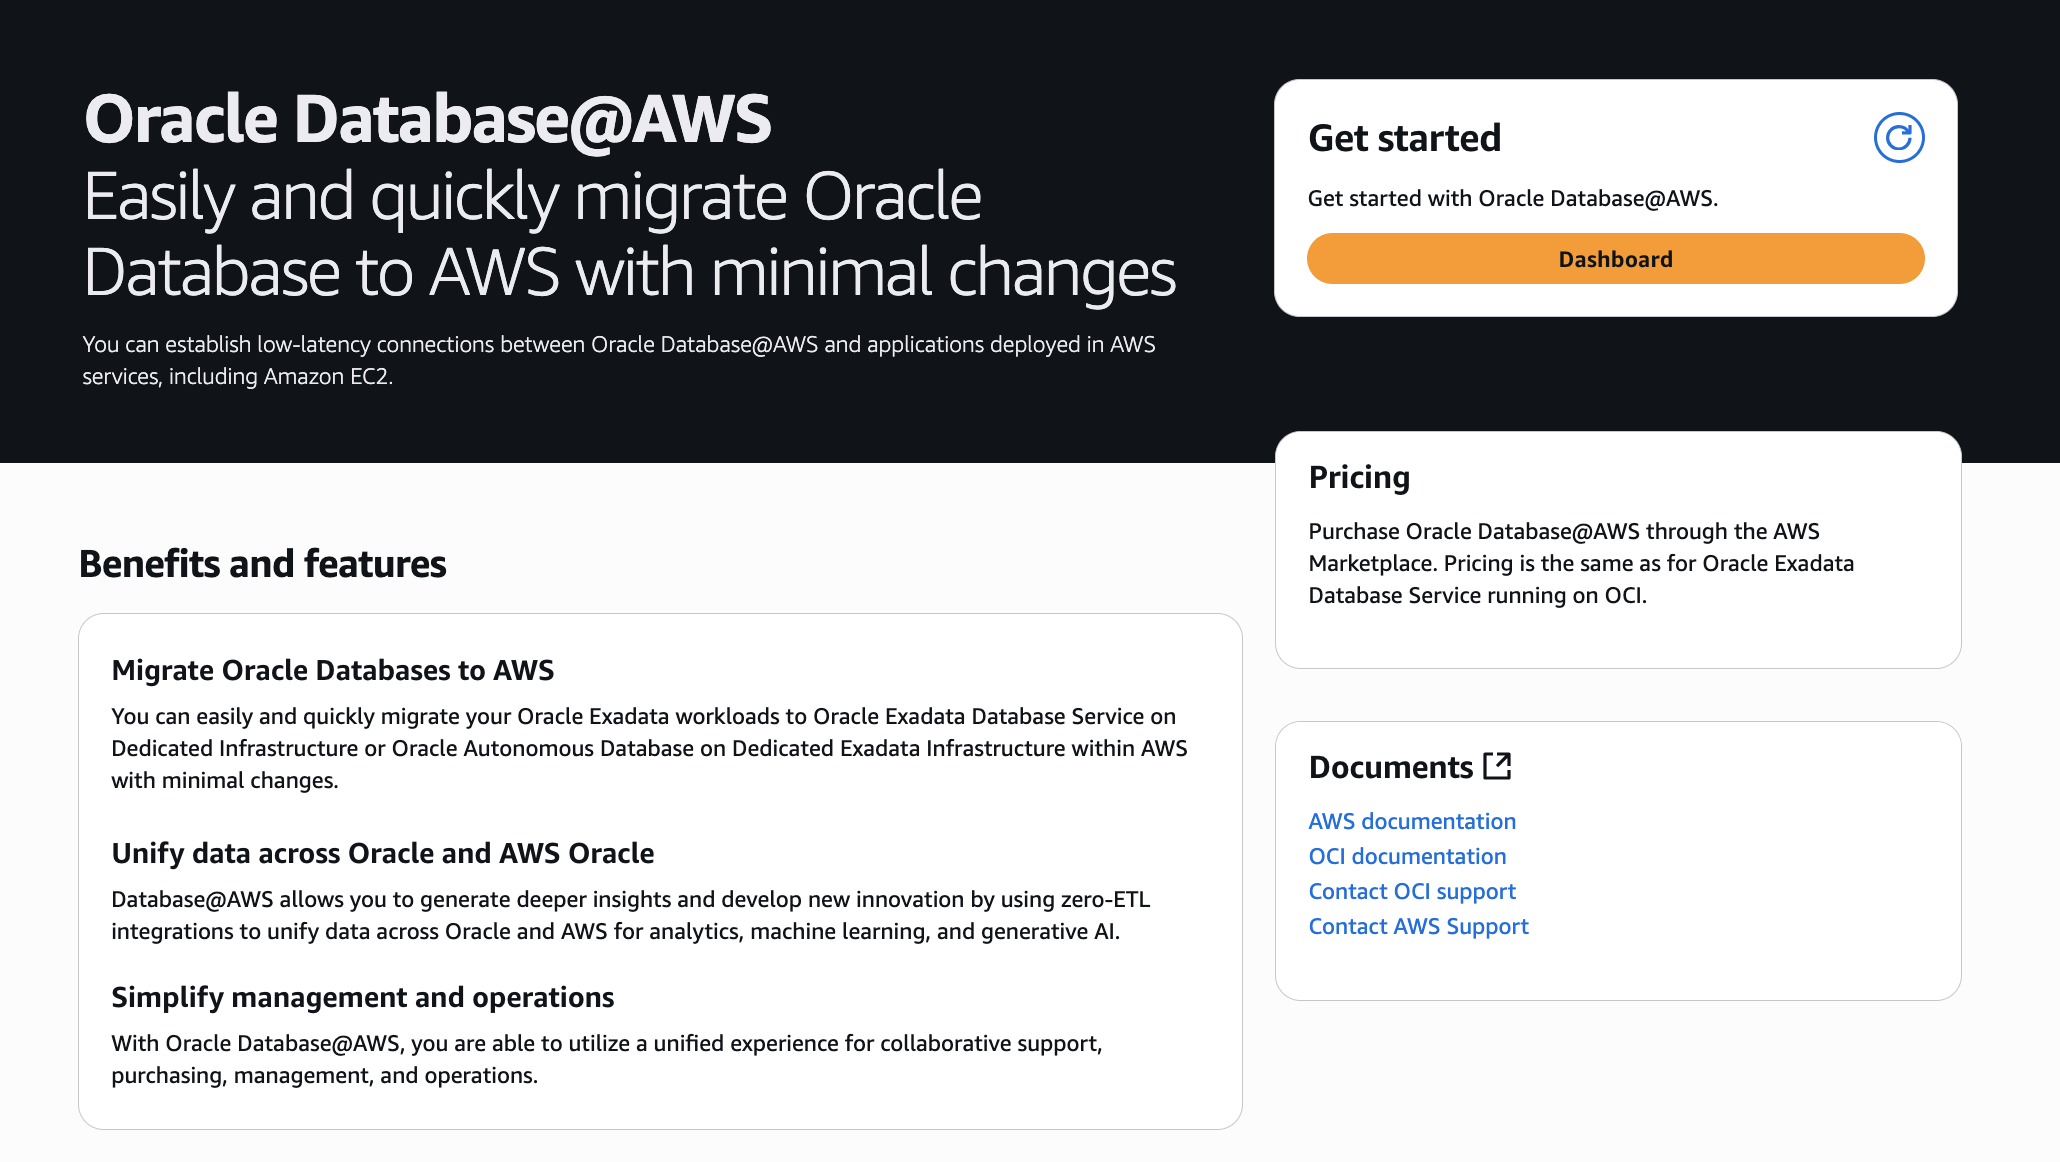 Oracle Database@AWS
Easily and quickly migrate Oracle
Database to AWS with minimal changes
You can establish low-latency connections between Oracle Database@AWS and applications deployed in AWS
services, including Amazon EC2.
Get started
Get started with Oracle Database@AWS.
Dashboard
Pricing
Purchase Oracle Database@AWS through the AWS
Marketplace. Pricing is the same as for Oracle Exadata
Database Service running on OCI.
Benefits and features
Migrate Oracle Databases to AWS
You can easily and quickly migrate your Oracle Exadata workloads to Oracle Exadata Database Service on
Dedicated Infrastructure or Oracle Autonomous Database on Dedicated Exadata Infrastructure within AWS
with minimal changes.
Unify data across Oracle and AWS Oracle
Database@AWS allows you to generate deeper insights and develop new innovation by using zero-ETL
integrations to unify data across Oracle and AWS for analytics, machine learning, and generative AI.
Simplify management and operations
With Oracle Database@AWS, you are able to utilize a unified experience for collaborative support,
purchasing, management, and operations.
Documents
AWS documentation
OCI documentation
Contact OCI support
Contact AWS Support